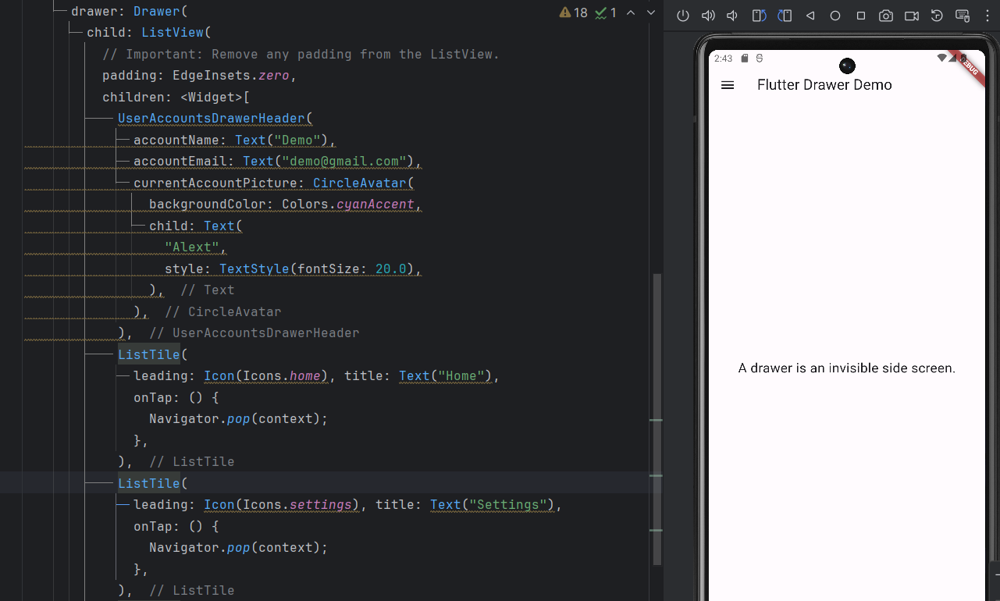 drawer: Drawer(
18 1
child: ListView(
// Important: Remove any padding from the ListView.
padding: EdgeInsets.zero,
children: <Widget>[
UserAccountsDrawerHeader(
accountName: Text("Demo"),
accountEmail: Text("demo@gmail.com"),
currentAccountPicture: CircleAvatar(
backgroundColor: Colors.cyanAccent,
child: Text(
"Alext",
style: TextStyle(fontSize: 20.0),
), // Text
), // CircleAvatar
), // UserAccountsDrawerHeader
ListTile(
leading: Icon(Icons.home), title: Text("Home"),
onTap: () {
Navigator.pop(context);
},
), // ListTile
ListTile(
leading: Icon(Icons.settings), title: Text("Settings"),
onTap: () {
Navigator.pop(context);
},
), // ListTile
2:43
DEBUG
Flutter Drawer Demo
A drawer is an invisible side screen.